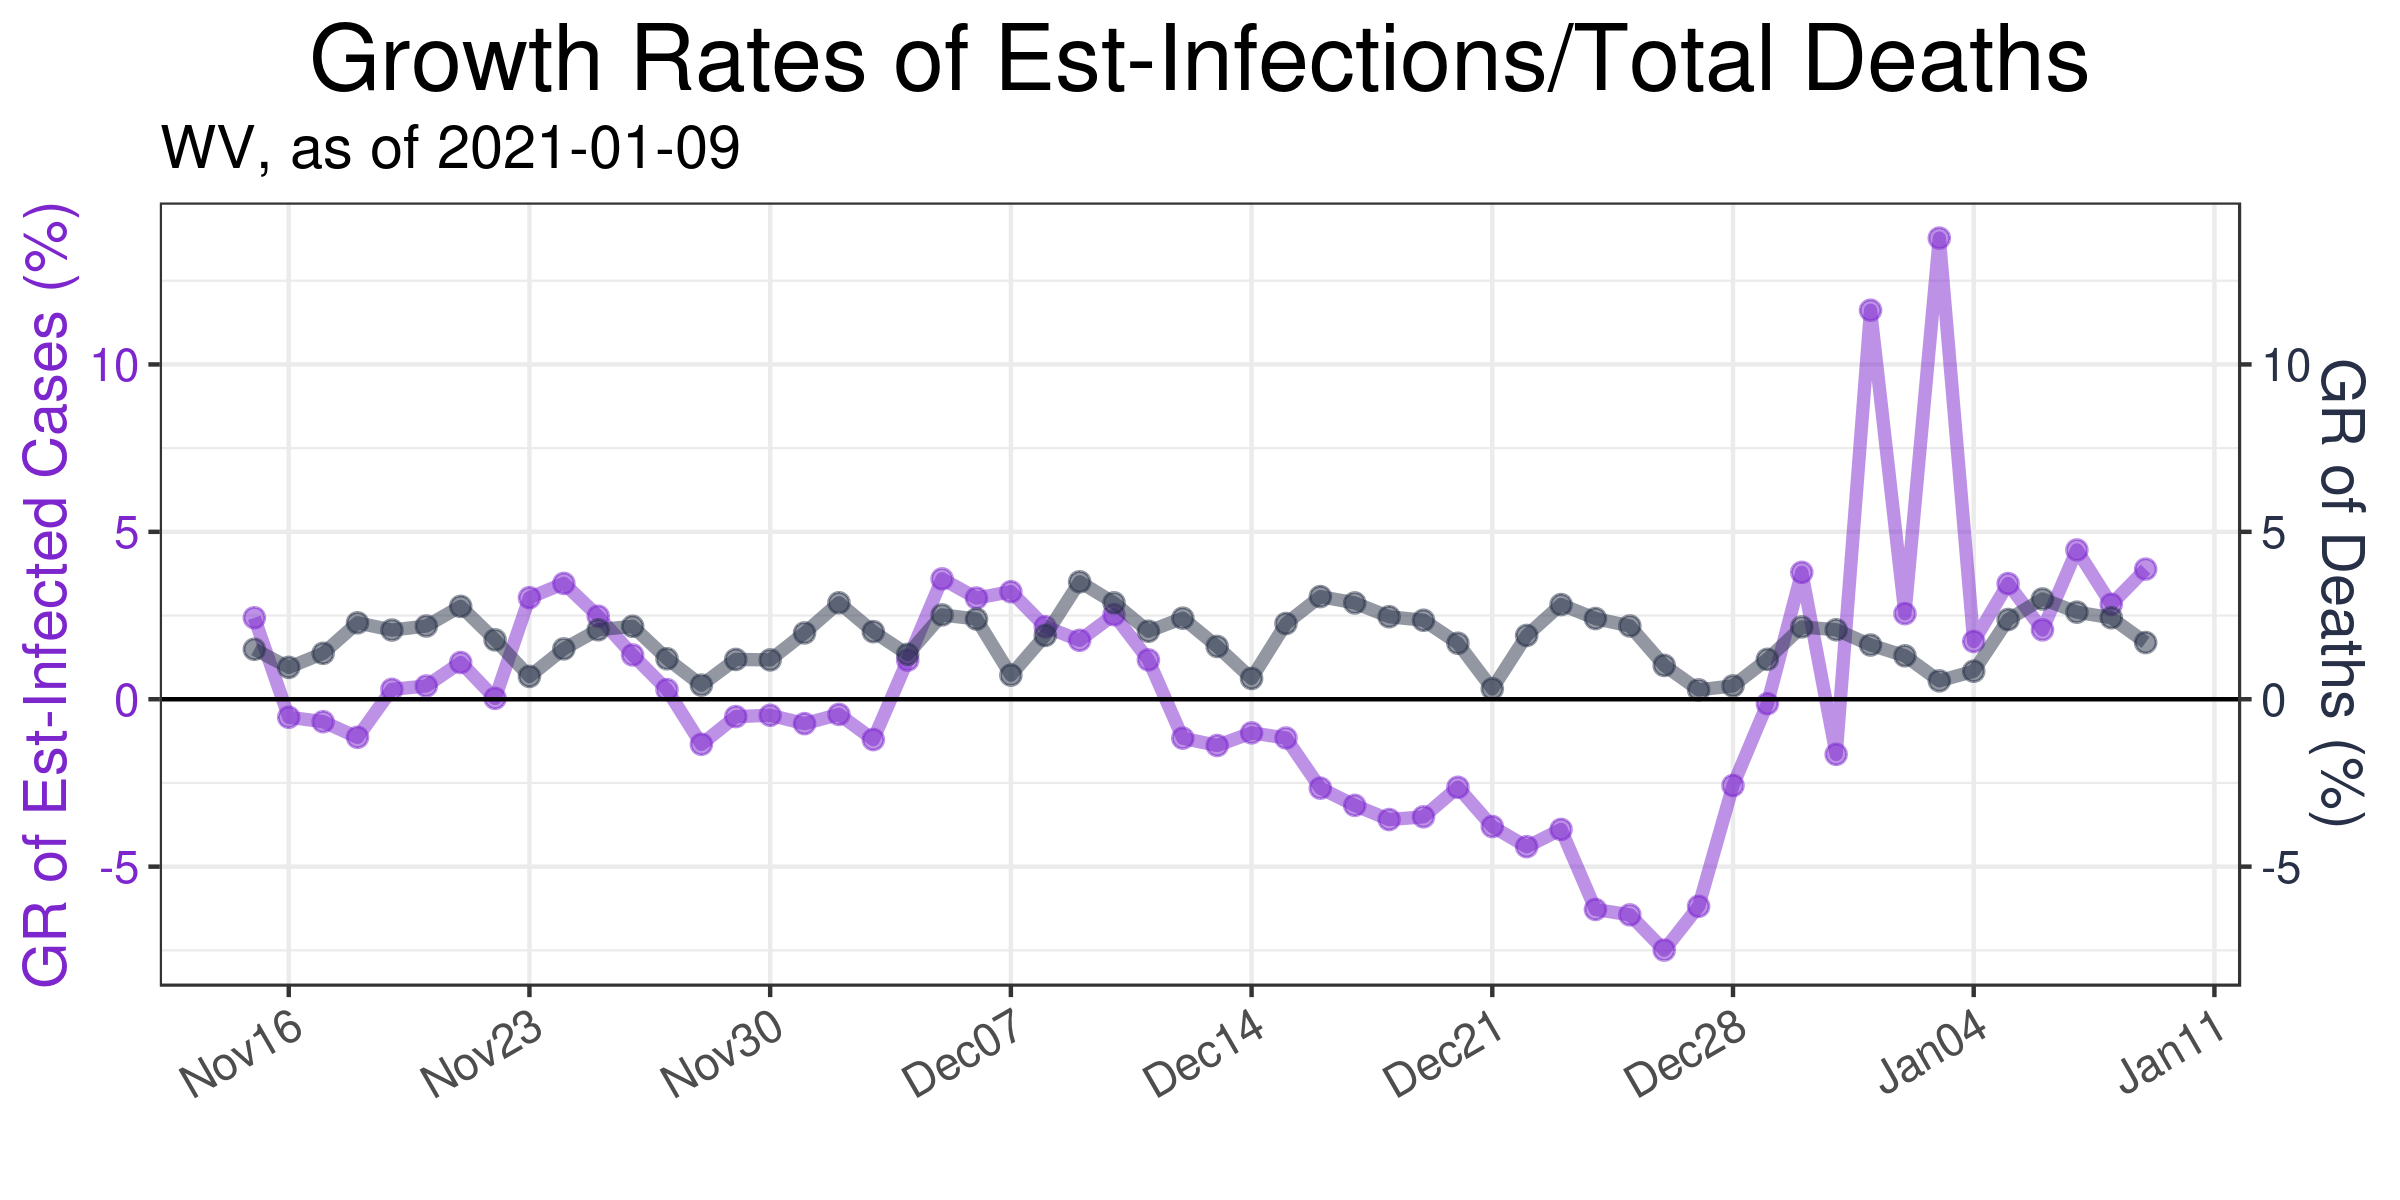 Growth Rates of Est-Infections/Total Deaths
WV, as of 2021-01-09
GR of Est-Infected Cases (%)
10
5
0
-5
10
5
0
-5
GR of Deaths (%)
Nov16
Nov23
Nov30
Dec07
Dec14
Dec21
Dec28
Jan04
Jan11